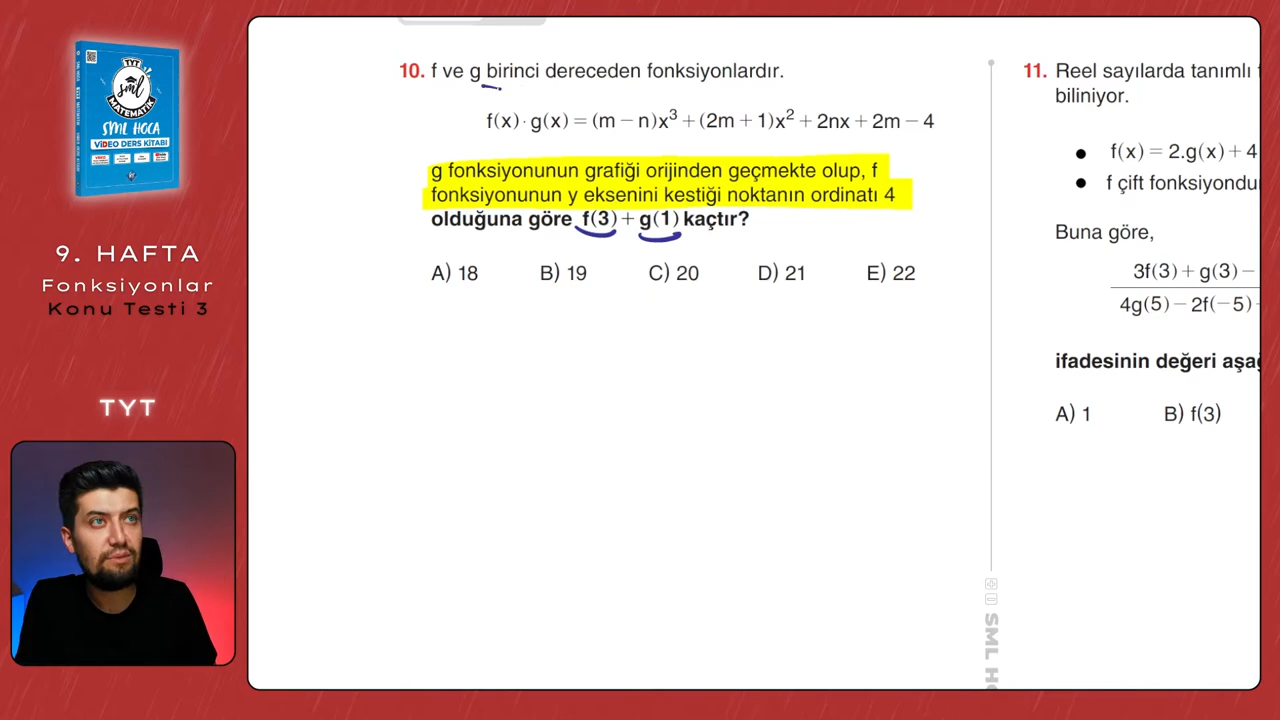 TYT
sml
MATEMATİK
SML HOCA
VİDEO DERS KİTABI
9. HAFTA
Fonksiyonlar
Konu Testi 3
TYT
10. f ve g birinci dereceden fonksiyonlardır.
f(x) · g(x) = (m − n)x³ + (2m + 1)x² + 2nx + 2m − 4
g fonksiyonunun grafiği orijinden geçmekte olup, f
fonksiyonunun y eksenini kestiği noktanın ordinatı 4
olduğuna göre f(3) + g(1) kaçtır?
A) 18 B) 19 C) 20 D) 21 E) 22
11. Reel sayılarda tanımlı f
biliniyor.
● f(x) = 2.g(x) + 4
● f çift fonksiyondu
Buna göre,
3f(3) + g(3) −
4g(5) − 2f(−5) −
ifadesinin değeri aşağ
A) 1 B) f(3)
SML H